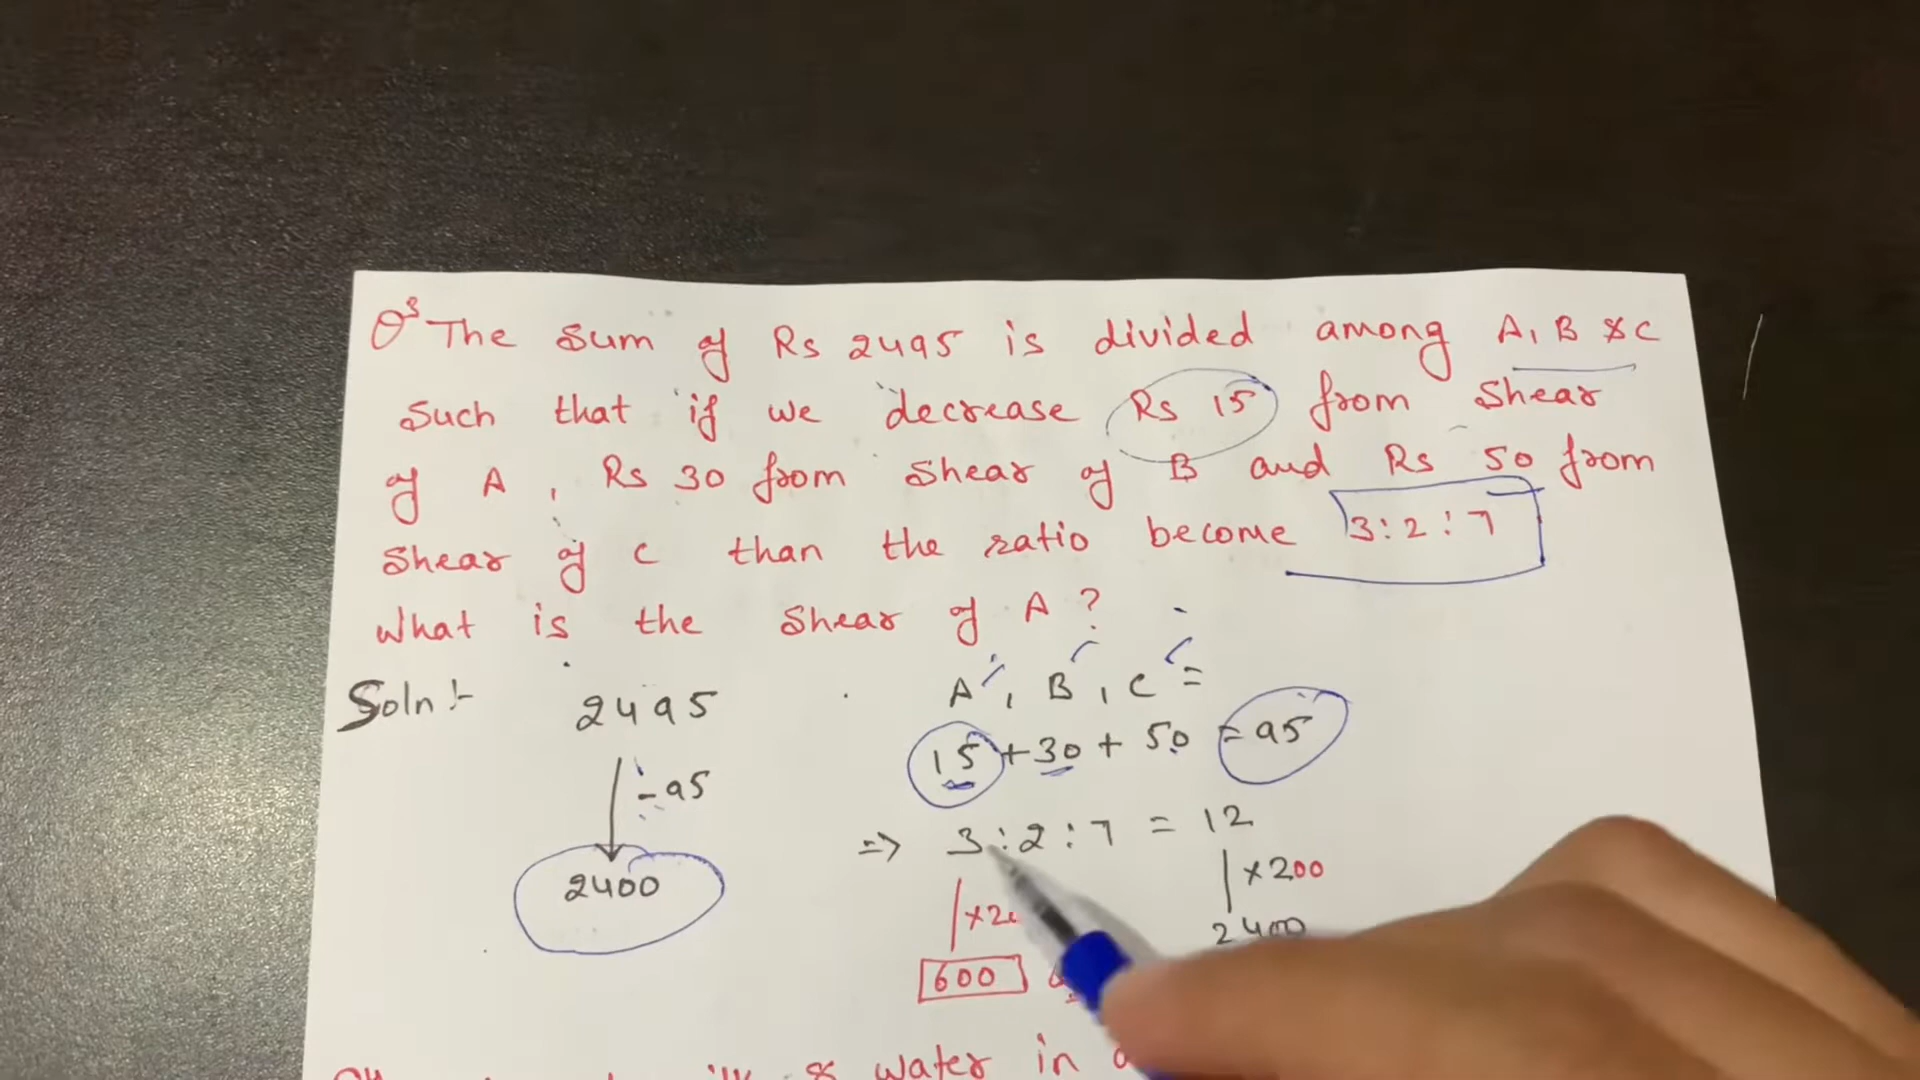 Q3 The Sum of Rs 2495 is divided among A, B & C
Such that if we decrease Rs 15 from Shear
of A, Rs 30 from Shear of B and Rs 50 from
Shear of C than the ratio become 3:2:7
What is the Shear of A?
Soln :-
2495
-95
2400
A, B, C =
15+30+50 = 95
=> 3:2:7 = 12
×200
2400
600
water in